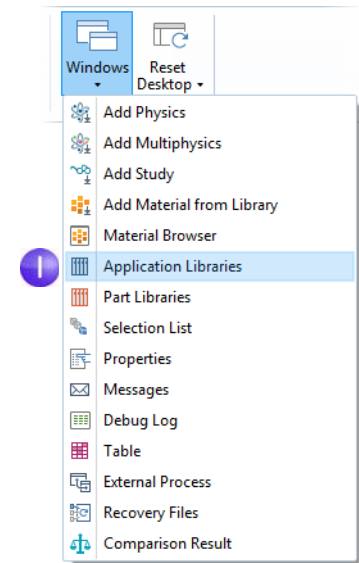 Windows
Reset
Desktop
Add Physics
Add Multiphysics
Add Study
Add Material from Library
Material Browser
1
Application Libraries
Part Libraries
Selection List
Properties
Messages
Debug Log
Table
External Process
Recovery Files
Comparison Result